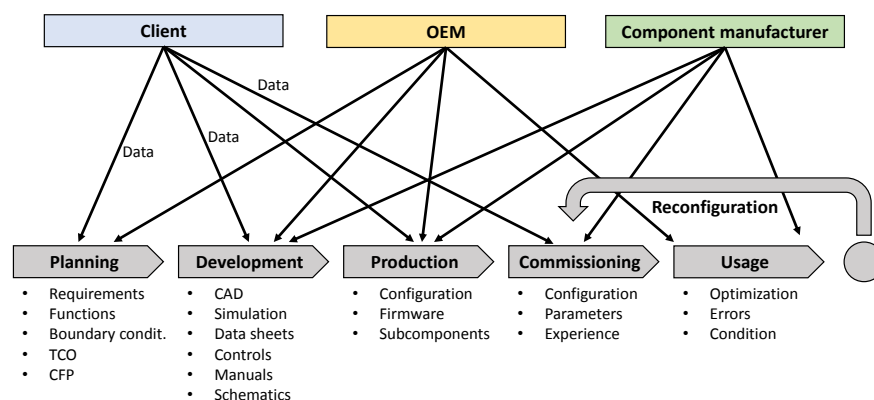 Client
OEM
Component manufacturer
Data
Data
Data
Reconfiguration
Planning
Development
Production
Commissioning
Usage
• Requirements
• Functions
• Boundary condit.
• TCO
• CFP
• CAD
• Simulation
• Data sheets
• Controls
• Manuals
• Schematics
• Configuration
• Firmware
• Subcomponents
• Configuration
• Parameters
• Experience
• Optimization
• Errors
• Condition